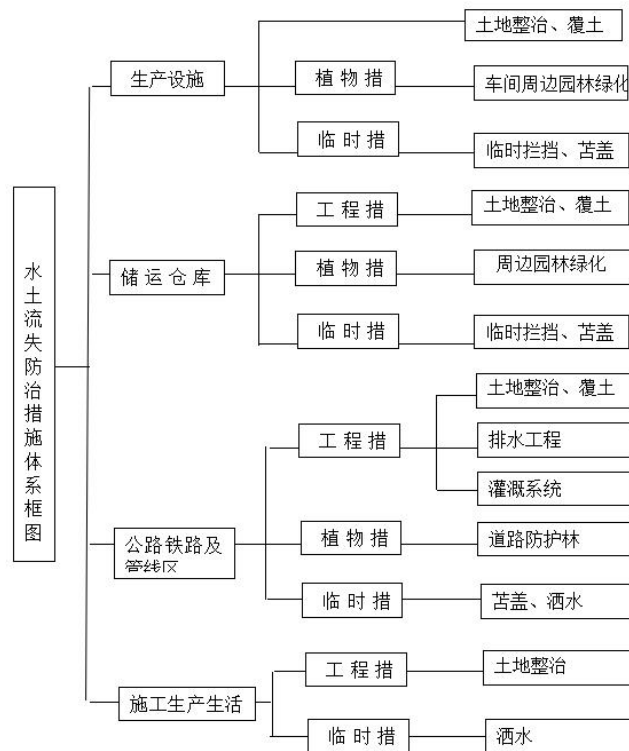 水土流失防治措施体系框图
生产设施
土地整治、覆土
植物措
车间周边园林绿化
临时措
临时拦挡、苫盖
储运仓库
工程措
土地整治、覆土
植物措
周边园林绿化
临时措
临时拦挡、苫盖
公路铁路及
管线区
工程措
土地整治、覆土
排水工程
灌溉系统
植物措
道路防护林
临时措
苫盖、洒水
施工生产生活
工程措
土地整治
临时措
洒水